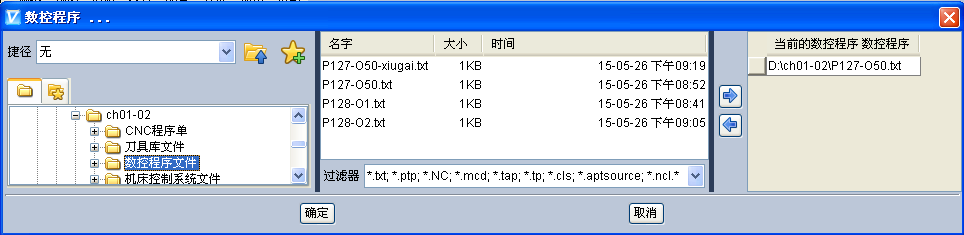 数控程序 ...
捷径 无
ch01-02
CNC程序单
刀具库文件
数控程序文件
机床控制系统文件
名字 大小 时间
P127-O50-xiugai.txt 1KB 15-05-26 下午09:19
P127-O50.txt 1KB 15-05-26 下午08:52
P128-O1.txt 1KB 15-05-26 下午08:41
P128-O2.txt 1KB 15-05-26 下午09:05
过滤器 *.txt; *.ptp; *.NC; *.mcd; *.tap; *.tp; *.cls; *.aptsource; *.ncl.*
当前的数控程序 数控程序
D:\ch01-02\P127-O50.txt
确定 取消